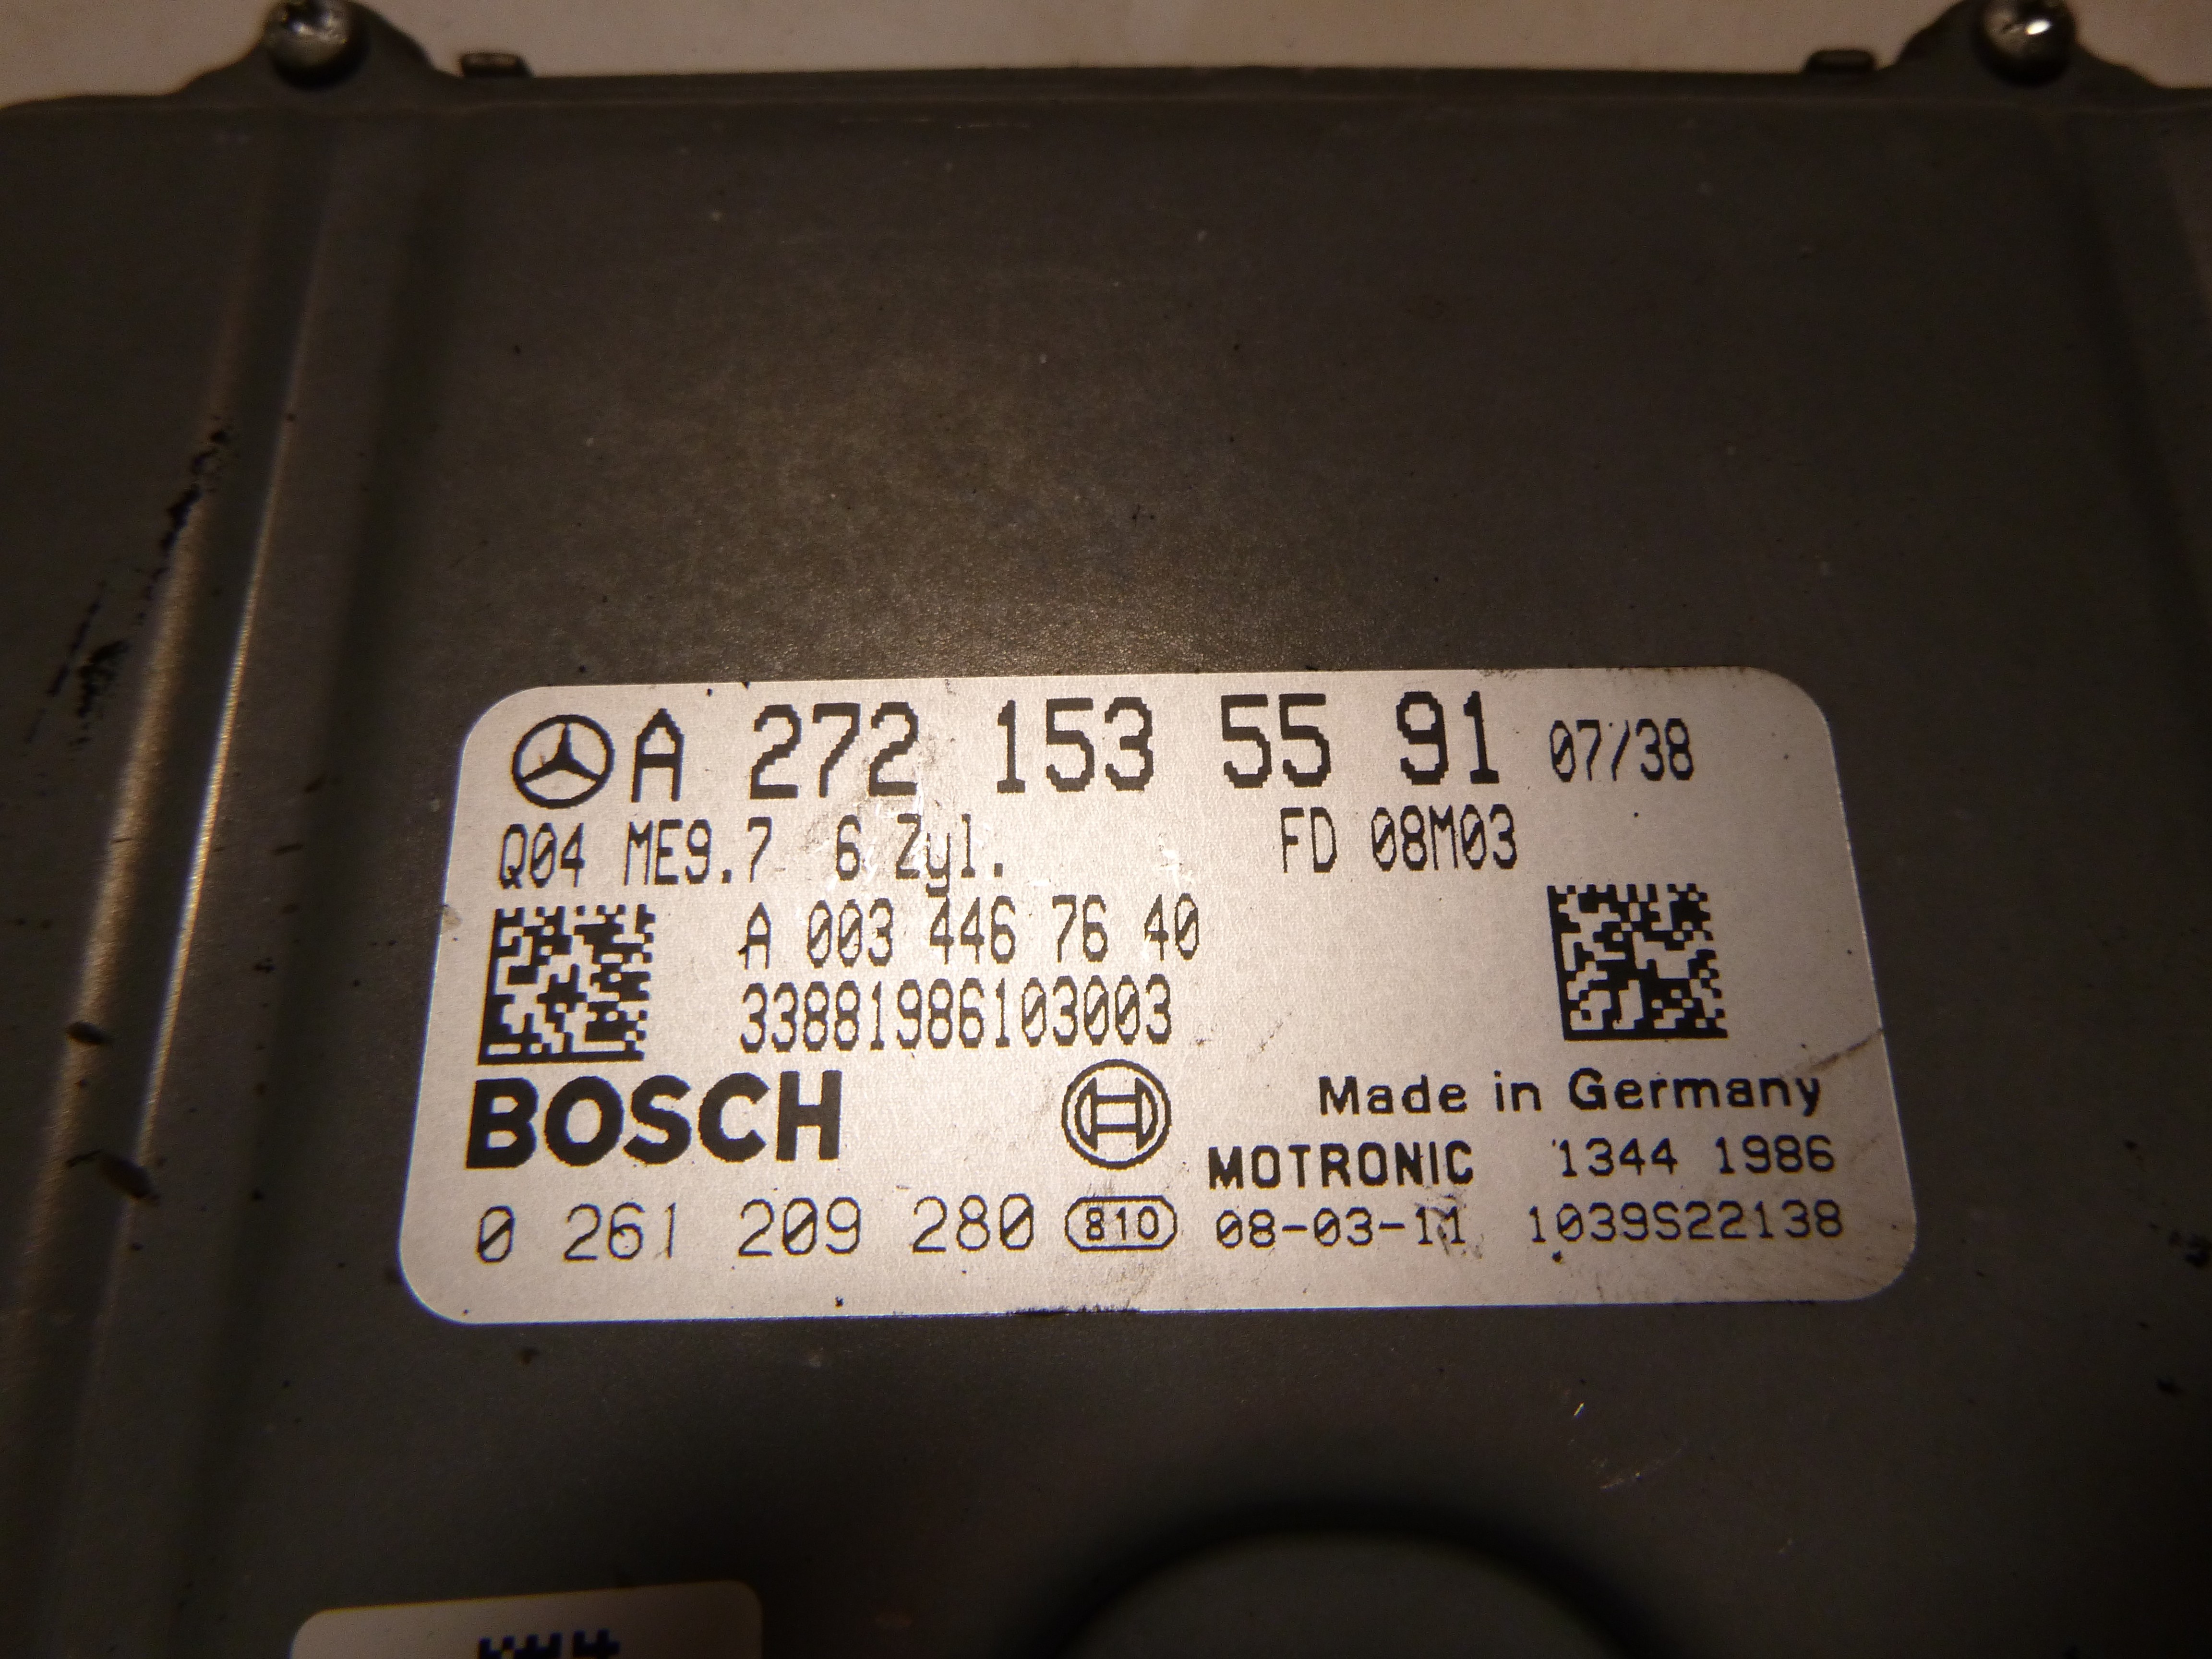 A 272 153 55 91 07/38
Q04 ME9.7 6 Zyl. FD 08M03
A 003 446 76 40
33881986103003
BOSCH Made in Germany
MOTRONIC 1344 1986
0 261 209 280 810 08-03-11 1039S22138